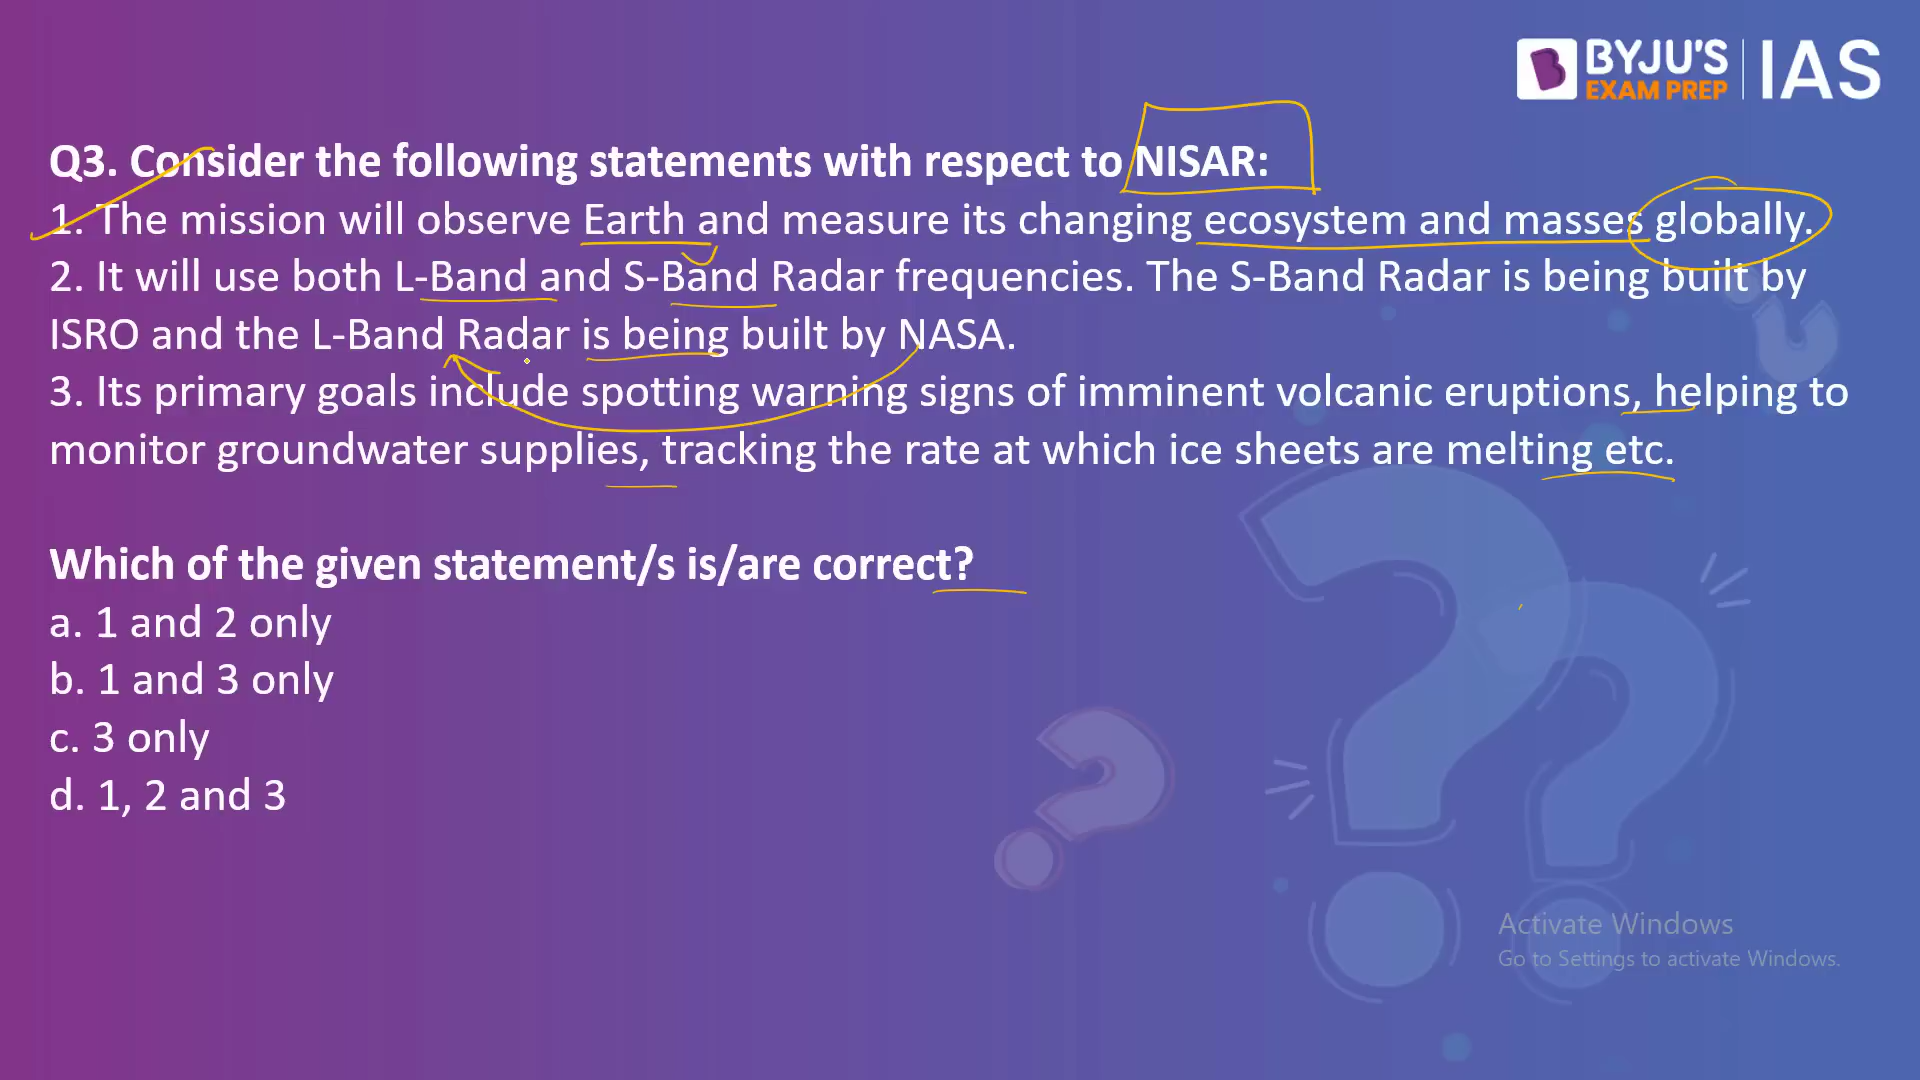 BYJU'S
EXAM PREP
IAS
Q3. Consider the following statements with respect to NISAR:
1. The mission will observe Earth and measure its changing ecosystem and masses globally.
2. It will use both L-Band and S-Band Radar frequencies. The S-Band Radar is being built by
ISRO and the L-Band Radar is being built by NASA.
3. Its primary goals include spotting warning signs of imminent volcanic eruptions, helping to
monitor groundwater supplies, tracking the rate at which ice sheets are melting etc.
Which of the given statement/s is/are correct?
a. 1 and 2 only
b. 1 and 3 only
c. 3 only
d. 1, 2 and 3
Activate Windows
Go to Settings to activate Windows.